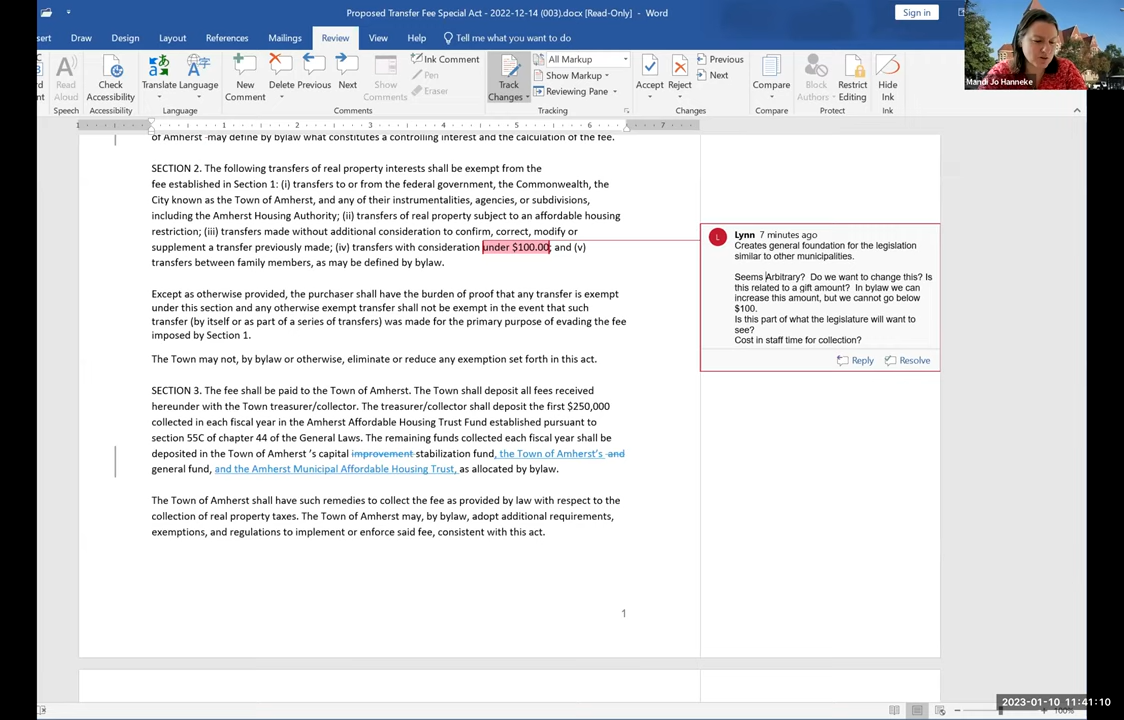 Proposed Transfer Fee Special Act - 2022-12-14 (003).docx [Read-Only] - Word
Sign in
sert Draw Design Layout References Mailings Review View Help Tell me what you want to do
Read Aloud
Speech
Check Accessibility
Accessibility
Translate Language
Language
New Comment
Delete Previous Next
Show Comments
Comments
Ink Comment
Pen
Eraser
Track Changes
All Markup
Show Markup
Reviewing Pane
Tracking
Accept Reject
Previous
Next
Changes
Compare
Compare
Block Authors
Restrict Editing
Protect
Hide Ink
Ink
Mandi Jo Hanneke
1 1 2 3 4 5 6 7
of Amherst may define by bylaw what constitutes a controlling interest and the calculation of the fee.
SECTION 2. The following transfers of real property interests shall be exempt from the
fee established in Section 1: (i) transfers to or from the federal government, the Commonwealth, the
City known as the Town of Amherst, and any of their instrumentalities, agencies, or subdivisions,
including the Amherst Housing Authority; (ii) transfers of real property subject to an affordable housing
restriction; (iii) transfers made without additional consideration to confirm, correct, modify or
supplement a transfer previously made; (iv) transfers with consideration under $100.00; and (v)
transfers between family members, as may be defined by bylaw.
Except as otherwise provided, the purchaser shall have the burden of proof that any transfer is exempt
under this section and any otherwise exempt transfer shall not be exempt in the event that such
transfer (by itself or as part of a series of transfers) was made for the primary purpose of evading the fee
imposed by Section 1.
The Town may not, by bylaw or otherwise, eliminate or reduce any exemption set forth in this act.
SECTION 3. The fee shall be paid to the Town of Amherst. The Town shall deposit all fees received
hereunder with the Town treasurer/collector. The treasurer/collector shall deposit the first $250,000
collected in each fiscal year in the Amherst Affordable Housing Trust Fund established pursuant to
section 55C of chapter 44 of the General Laws. The remaining funds collected each fiscal year shall be
deposited in the Town of Amherst 's capital improvement stabilization fund, the Town of Amherst's and
general fund, and the Amherst Municipal Affordable Housing Trust, as allocated by bylaw.
The Town of Amherst shall have such remedies to collect the fee as provided by law with respect to the
collection of real property taxes. The Town of Amherst may, by bylaw, adopt additional requirements,
exemptions, and regulations to implement or enforce said fee, consistent with this act.
1
L
Lynn 7 minutes ago
Creates general foundation for the legislation
similar to other municipalities.
Seems Arbitrary? Do we want to change this? Is
this related to a gift amount? In bylaw we can
increase this amount, but we cannot go below
$100.
Is this part of what the legislature will want to
see?
Cost in staff time for collection?
Reply Resolve
2023-01-10 11:41:10
100%